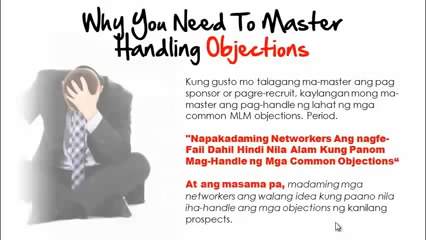 Why You Need To Master
Handling Objections
Kung gusto mo talagang ma-master ang pag
sponsor or pagre-recruit, kaylangan mong ma-
master ang pag-handle ng lahat ng mga
common MLM objections. Period.
"Napakadaming Networkers Ang nagfe-
Fail Dahil Hindi Nila Alam Kung Panom
Mag-Handle ng Mga Common Objections“
At ang masama pa, madaming mga
networkers ang walang idea kung paano nila
iha-handle ang mga objections ng kanilang
prospects.